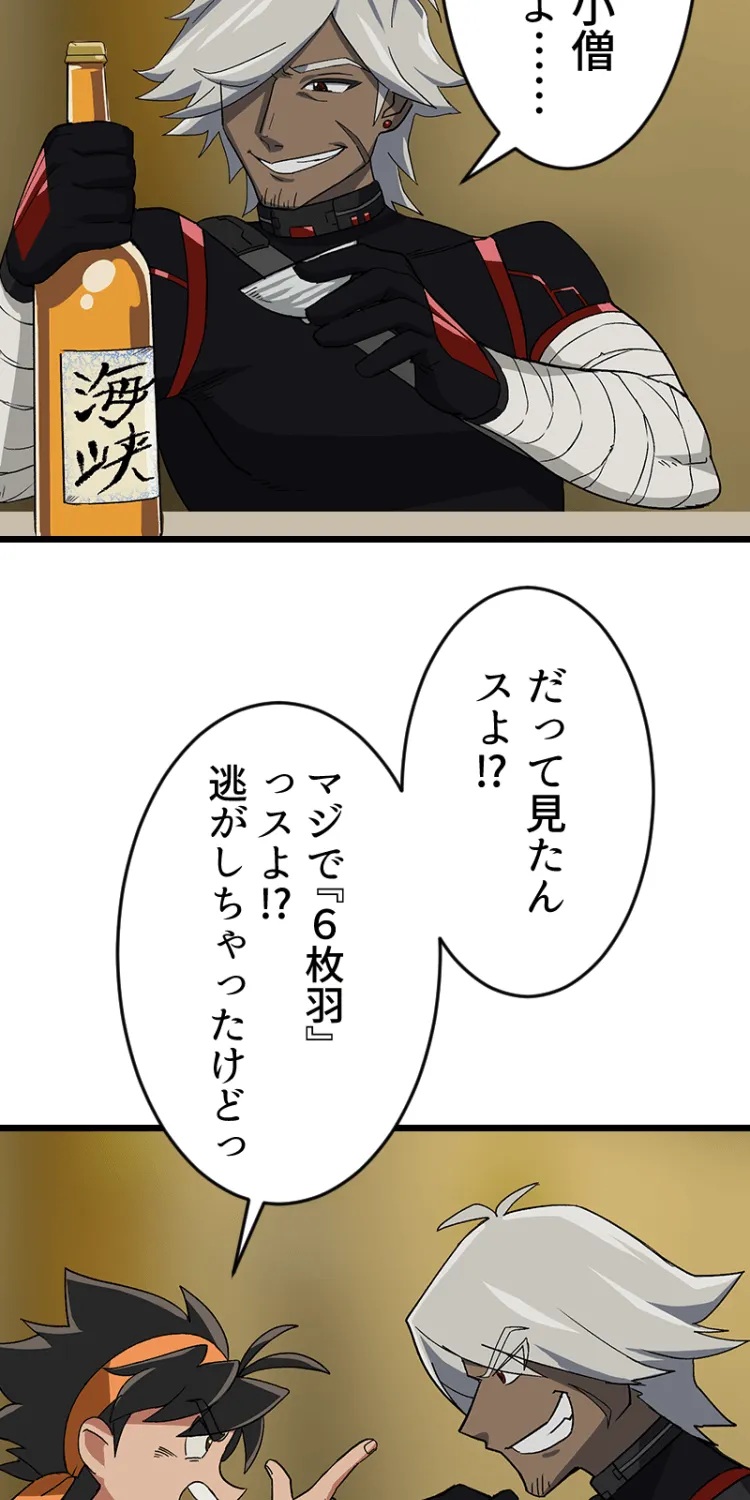 小僧
よ……
海峡
だって見たん
スよ!?
マジで『6枚羽』
っスよ!?
逃がしちゃったけどっ